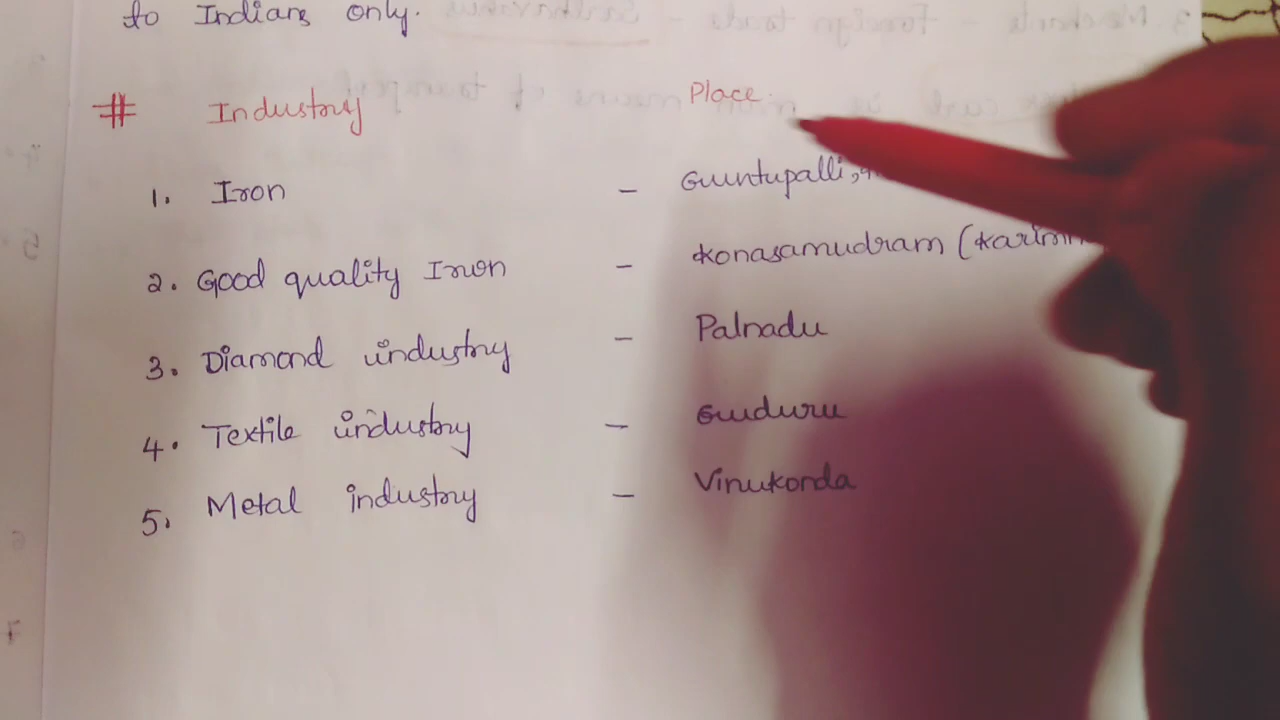 to Indians only.
# Industry Place.
1. Iron - Guntupalli,
2. Good quality Iron - Konasamudram (Karimn
3. Diamond industry - Palnadu
4. Textile industry - Guduru
5. Metal industry - Vinukonda